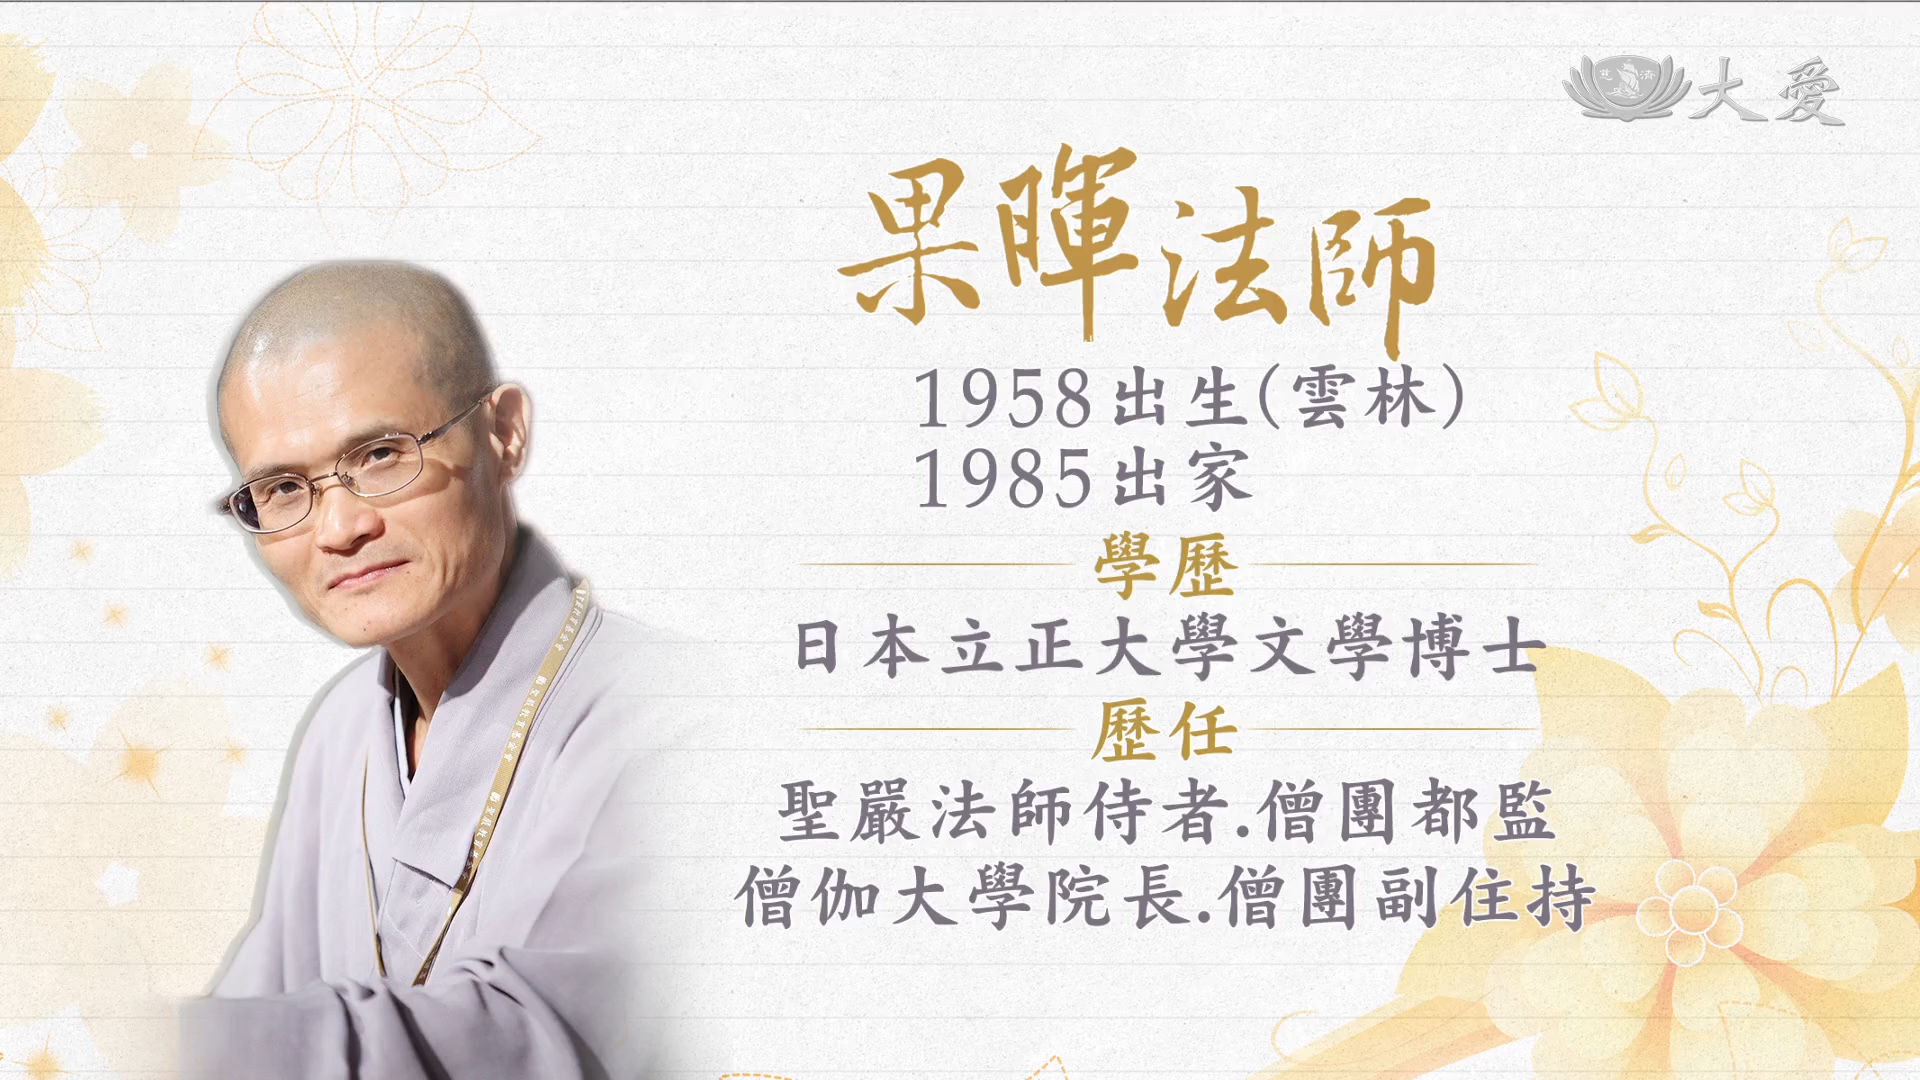 慈濟 大愛
果暉法師
1958出生(雲林)
1985出家
學歷
日本立正大學文學博士
歷任
聖嚴法師侍者.僧團都監
僧伽大學院長.僧團副住持